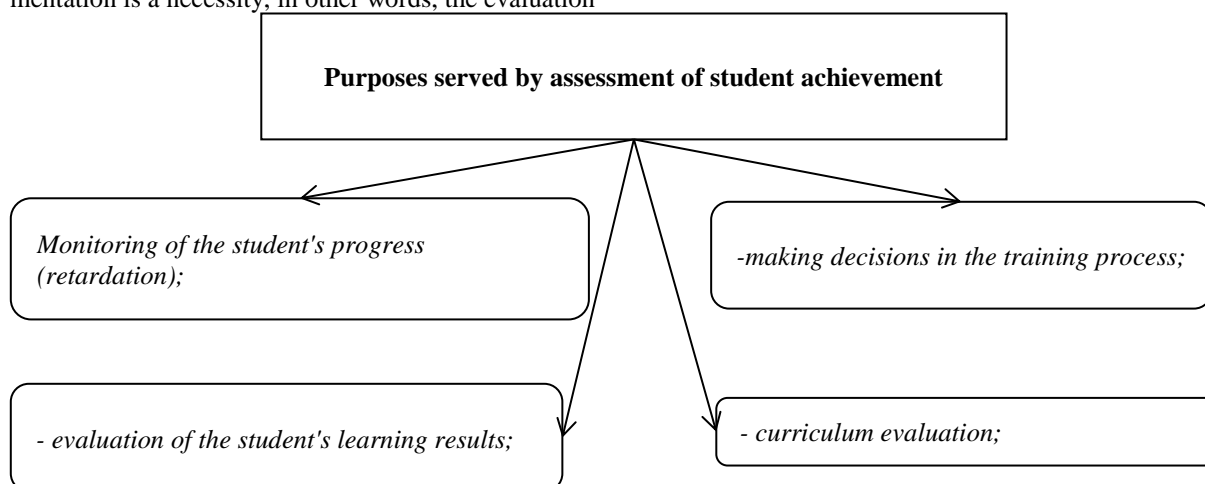 mentation is a necessity, in other words, the evaluation
Purposes served by assessment of student achievement
Monitoring of the student's progress
(retardation);
-making decisions in the training process;
- evaluation of the student's learning results;
- curriculum evaluation;